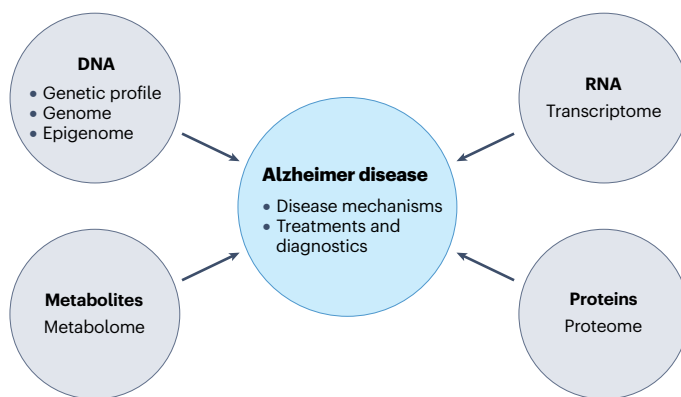 DNA
• Genetic profile
• Genome
• Epigenome
RNA
Transcriptome
Alzheimer disease
• Disease mechanisms
• Treatments and
diagnostics
Metabolites
Metabolome
Proteins
Proteome